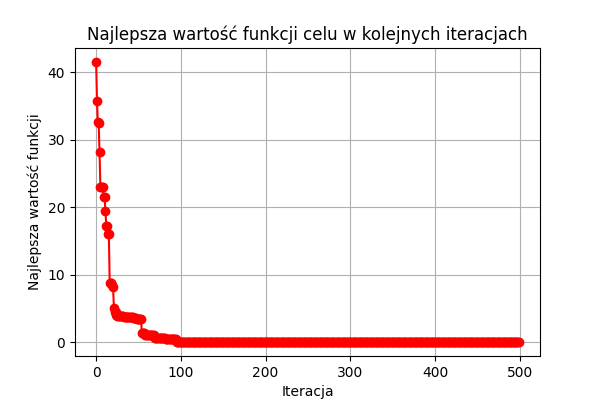 Najlepsza wartość funkcji celu w kolejnych iteracjach
Najlepsza wartość funkcji
40
30
20
10
0
0 100 200 300 400 500
Iteracja